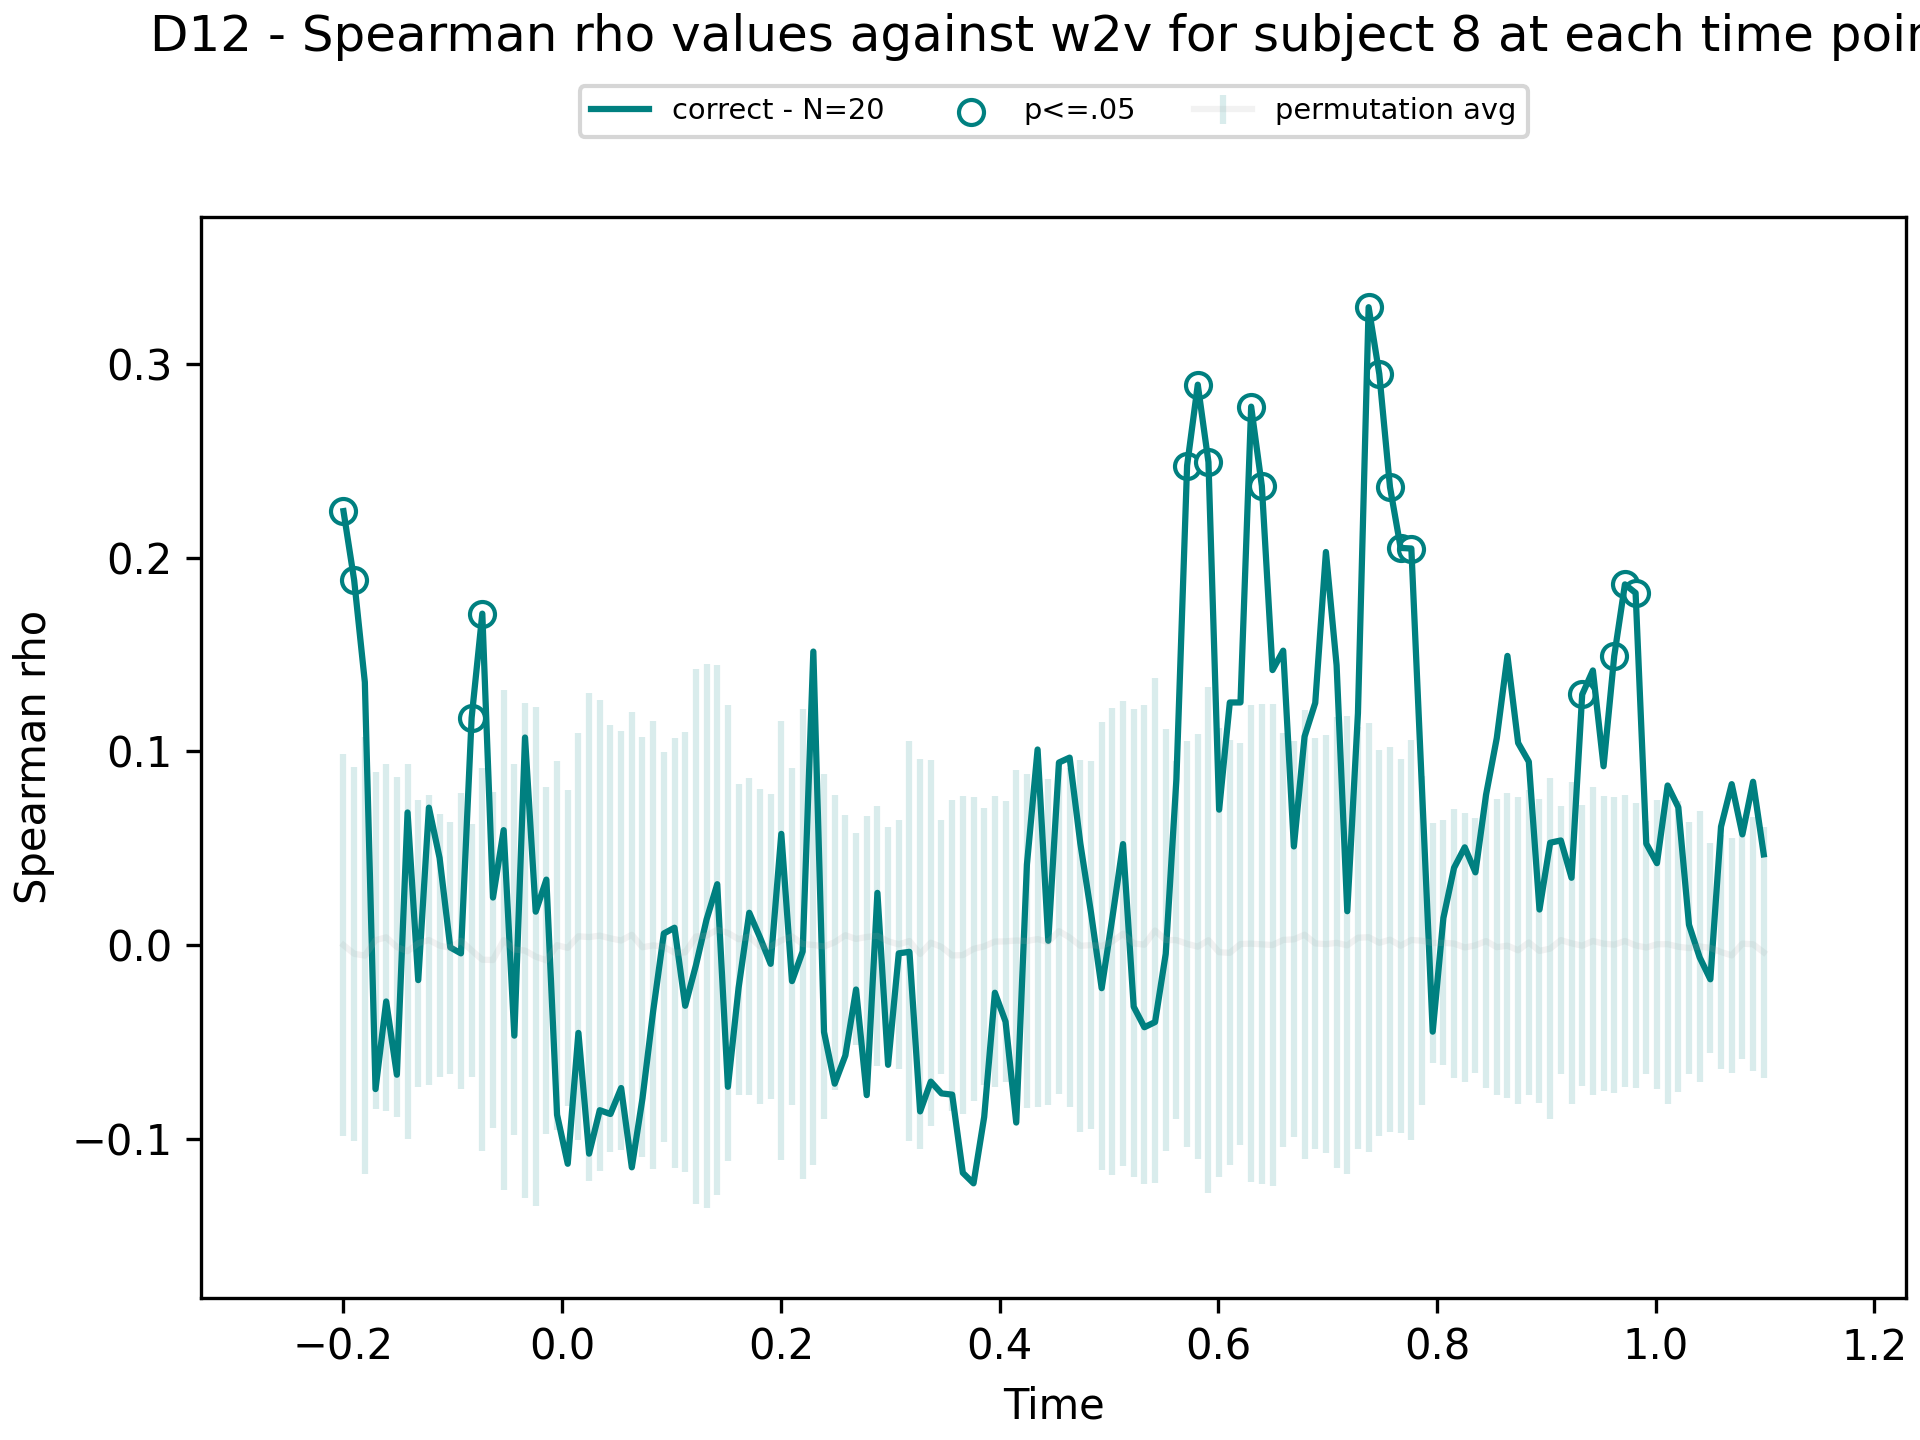 D12 - Spearman rho values against w2v for subject 8 at each time
correct - N=20 p<=.05 permutation avg
Spearman rho
0.3
0.2
0.1
0.0
−0.1
−0.2 0.0 0.2 0.4 0.6 0.8 1.0 1.2
Time